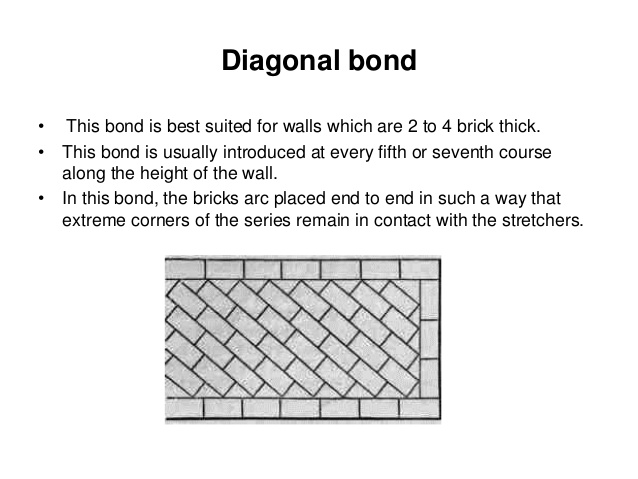 Diagonal bond
• This bond is best suited for walls which are 2 to 4 brick thick.
• This bond is usually introduced at every fifth or seventh course
along the height of the wall.
• In this bond, the bricks arc placed end to end in such a way that
extreme corners of the series remain in contact with the stretchers.